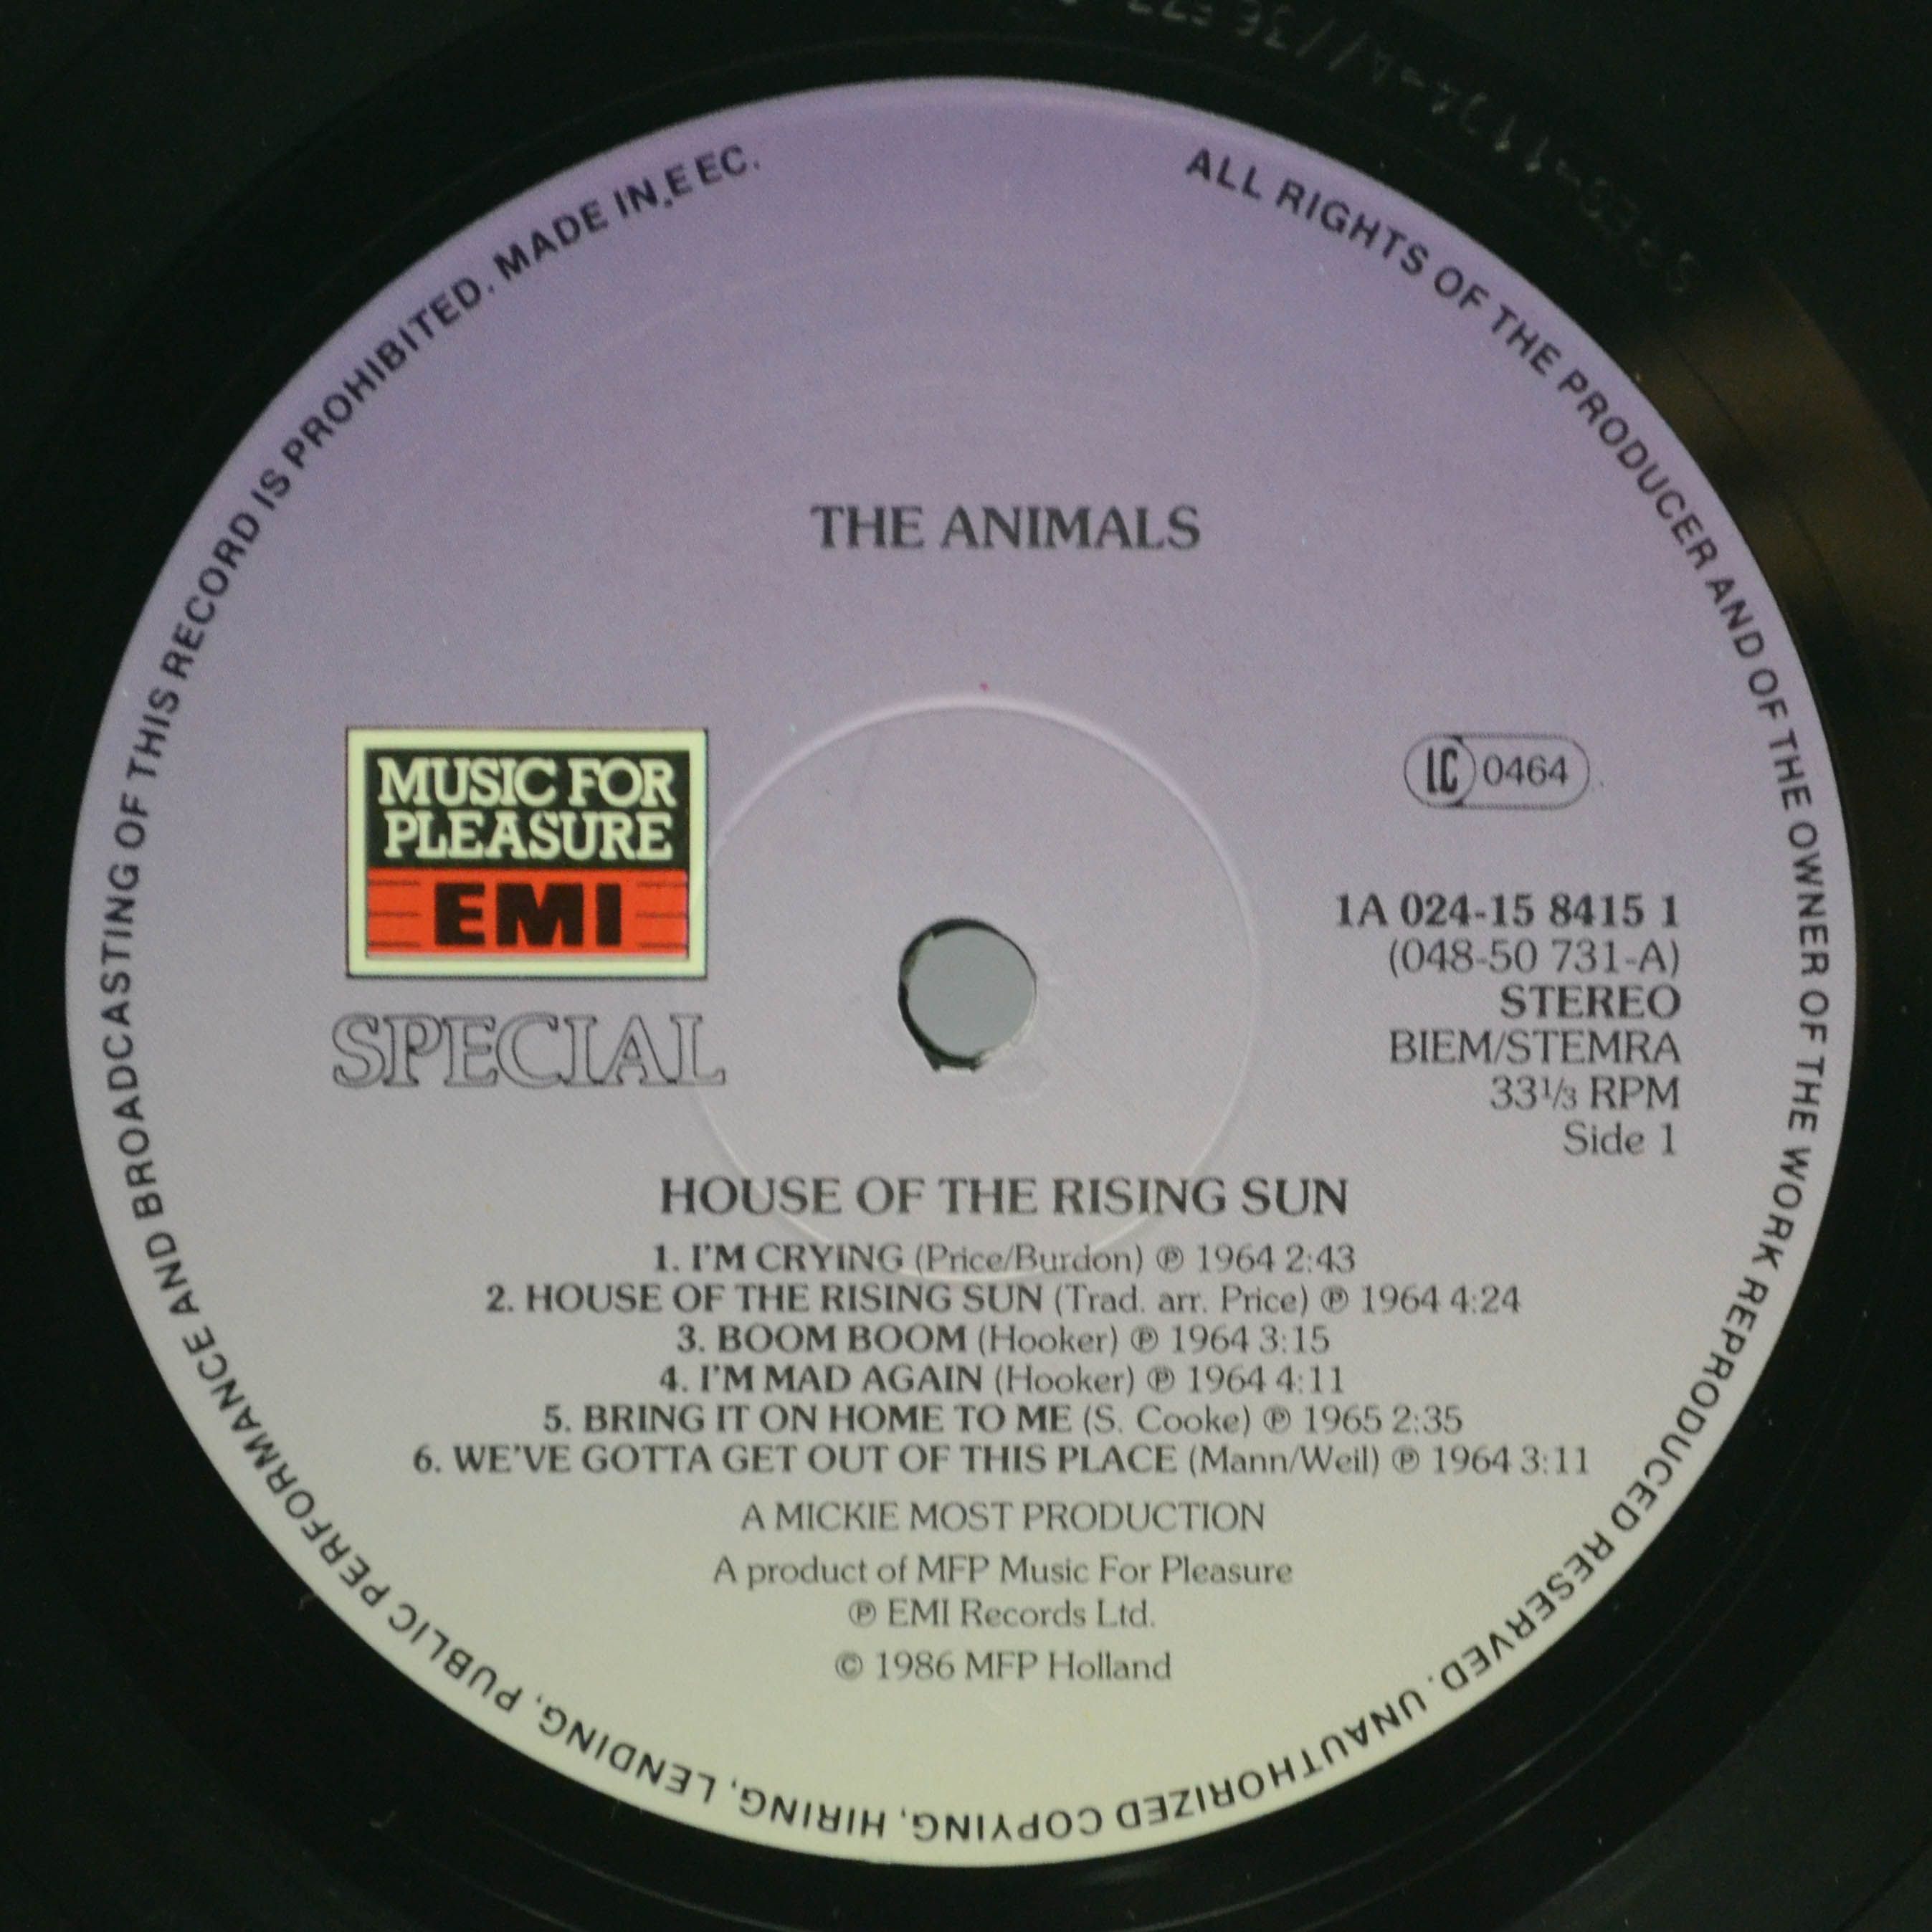 ALL RIGHTS OF THE PRODUCER AND OF THE OWNER OF THE WORK REPRODUCED RESERVED. UNAUTHORIZED COPYING, HIRING, LENDING, PUBLIC PERFORMANCE AND BROADCASTING OF THIS RECORD IS PROHIBITED. MADE IN E EC.
THE ANIMALS
MUSIC FOR
PLEASURE
EMI
SPECIAL
LC 0464
1A 024-15 8415 1
(048-50 731-A)
STEREO
BIEM/STEMRA
33⅓ RPM
Side 1
HOUSE OF THE RISING SUN
1. I'M CRYING (Price/Burdon) ℗ 1964 2:43
2. HOUSE OF THE RISING SUN (Trad. arr. Price) ℗ 1964 4:24
3. BOOM BOOM (Hooker) ℗ 1964 3:15
4. I'M MAD AGAIN (Hooker) ℗ 1964 4:11
5. BRING IT ON HOME TO ME (S. Cooke) ℗ 1965 2:35
6. WE'VE GOTTA GET OUT OF THIS PLACE (Mann/Weil) ℗ 1964 3:11
A MICKIE MOST PRODUCTION
A product of MFP Music For Pleasure
℗ EMI Records Ltd.
© 1986 MFP Holland